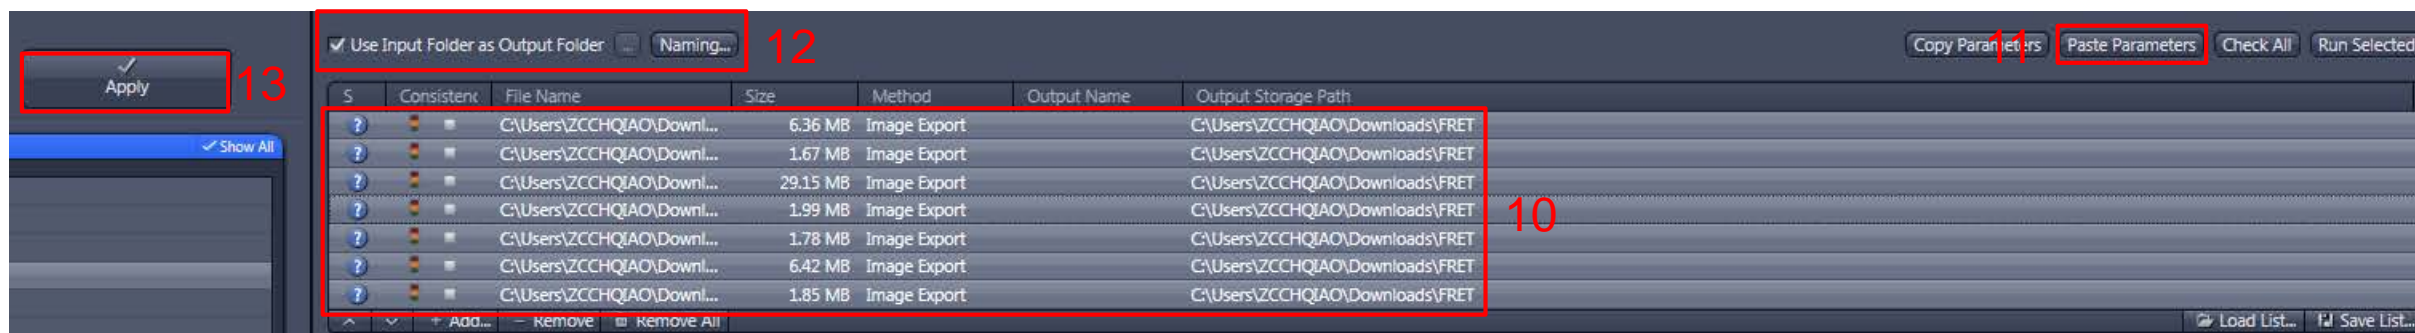 Apply
13
Show All
Use Input Folder as Output Folder ... Naming...
12
Copy Parameters Paste Parameters Check All Run Selected
11
S Consistenc File Name Size Method Output Name Output Storage Path
C:\Users\ZCCHQIAO\Downl... 6.36 MB Image Export C:\Users\ZCCHQIAO\Downloads\FRET
C:\Users\ZCCHQIAO\Downl... 1.67 MB Image Export C:\Users\ZCCHQIAO\Downloads\FRET
C:\Users\ZCCHQIAO\Downl... 29.15 MB Image Export C:\Users\ZCCHQIAO\Downloads\FRET
C:\Users\ZCCHQIAO\Downl... 1.99 MB Image Export C:\Users\ZCCHQIAO\Downloads\FRET
C:\Users\ZCCHQIAO\Downl... 1.78 MB Image Export C:\Users\ZCCHQIAO\Downloads\FRET
C:\Users\ZCCHQIAO\Downl... 6.42 MB Image Export C:\Users\ZCCHQIAO\Downloads\FRET
C:\Users\ZCCHQIAO\Downl... 1.85 MB Image Export C:\Users\ZCCHQIAO\Downloads\FRET
10
+ Add... − Remove Remove All Load List... Save List...